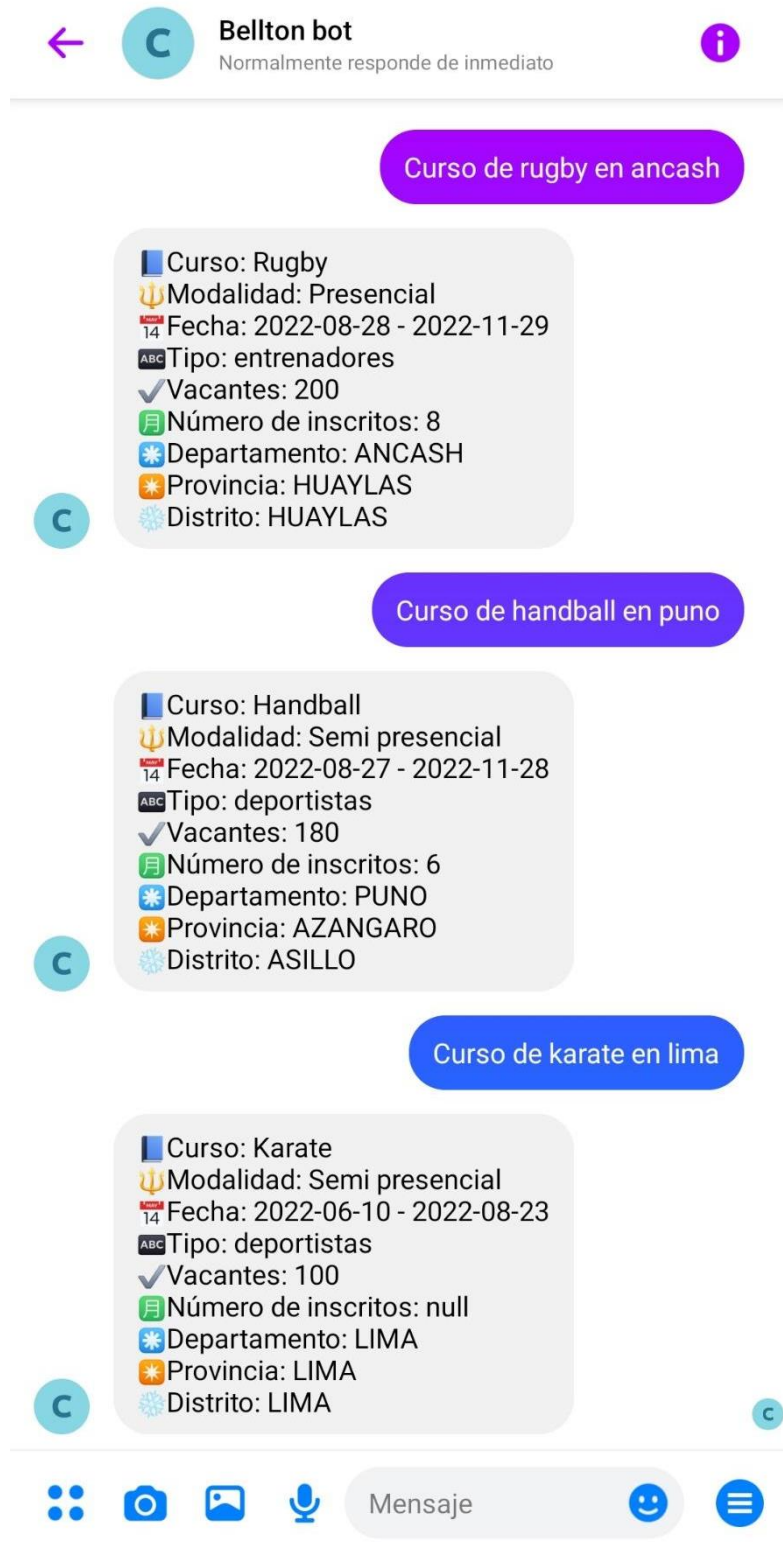 C
Bellton bot
Normalmente responde de inmediato
Curso de rugby en ancash
📘Curso: Rugby
🔱Modalidad: Presencial
📅Fecha: 2022-08-28 - 2022-11-29
🔤Tipo: entrenadores
✔️Vacantes: 200
🈷️Número de inscritos: 8
✳️Departamento: ANCASH
✴️Provincia: HUAYLAS
❄️Distrito: HUAYLAS
C
Curso de handball en puno
📘Curso: Handball
🔱Modalidad: Semi presencial
📅Fecha: 2022-08-27 - 2022-11-28
🔤Tipo: deportistas
✔️Vacantes: 180
🈷️Número de inscritos: 6
✳️Departamento: PUNO
✴️Provincia: AZANGARO
❄️Distrito: ASILLO
C
Curso de karate en lima
📘Curso: Karate
🔱Modalidad: Semi presencial
📅Fecha: 2022-06-10 - 2022-08-23
🔤Tipo: deportistas
✔️Vacantes: 100
🈷️Número de inscritos: null
✳️Departamento: LIMA
✴️Provincia: LIMA
❄️Distrito: LIMA
C
C
Mensaje